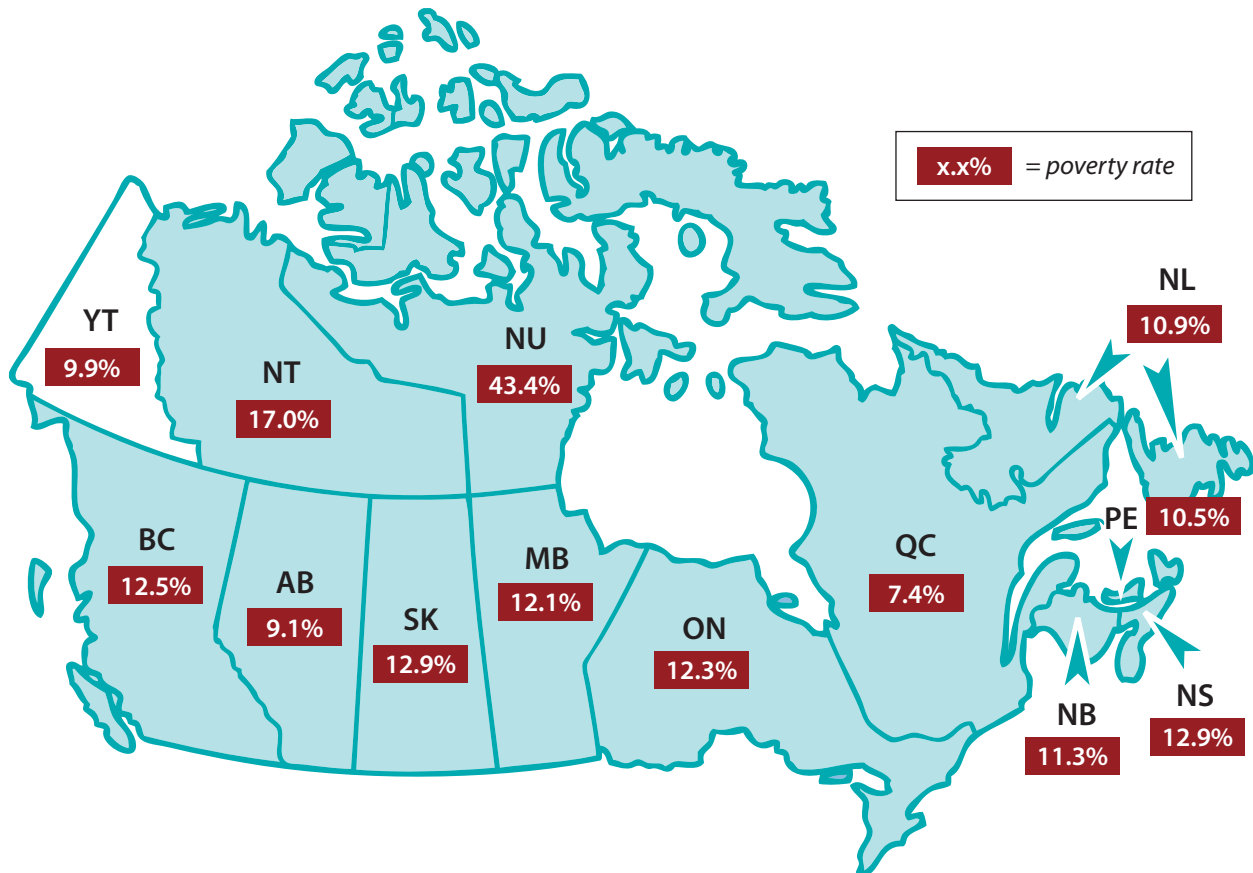 x.x% = poverty rate
NL
10.9%
YT
9.9%
NU
43.4%
NT
17.0%
PE
10.5%
BC
12.5%
QC
7.4%
MB
12.1%
AB
9.1%
SK
12.9%
ON
12.3%
NS
12.9%
NB
11.3%